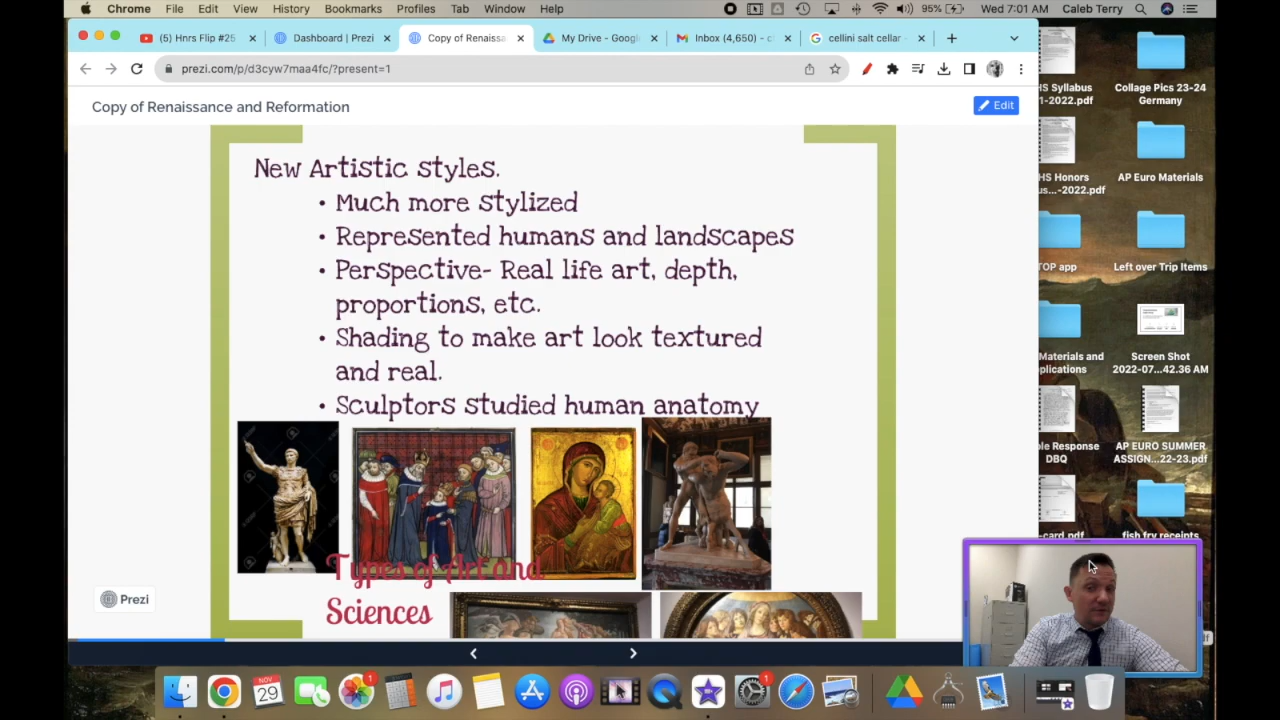 Chrome File Edit View History Bookmarks Profiles Tab Window Help 95% Wed 7:01 AM Caleb Terry
(5) Hnrs Flip #25 Dashboard | Copy of Renaissa My Drive - Googl Inbox (4,650) - c cellini salt cellar -
prezi.com/p/ ?present=1
Copy of Renaissance and Reformation
Edit
New Artistic styles.
• Much more stylized
• Represented humans and landscapes
• Perspective- Real life art, depth,
proportions, etc.
• Shading to make art look textured
and real.
• Sculptors studied human anatomy
Types of Art and
Sciences
Prezi
HS Syllabus
1-2022.pdf
Collage Pics 23-24
Germany
HS Honors
us...-2022.pdf
AP Euro Materials
TOP app
Left over Trip Items
Materials and
plications
Screen Shot
2022-07...42.36 AM
ple Response
DBQ
AP EURO SUMMER
ASSIGN...22-23.pdf
-card.pdf
fish fry receipts
NOV
29
1
1